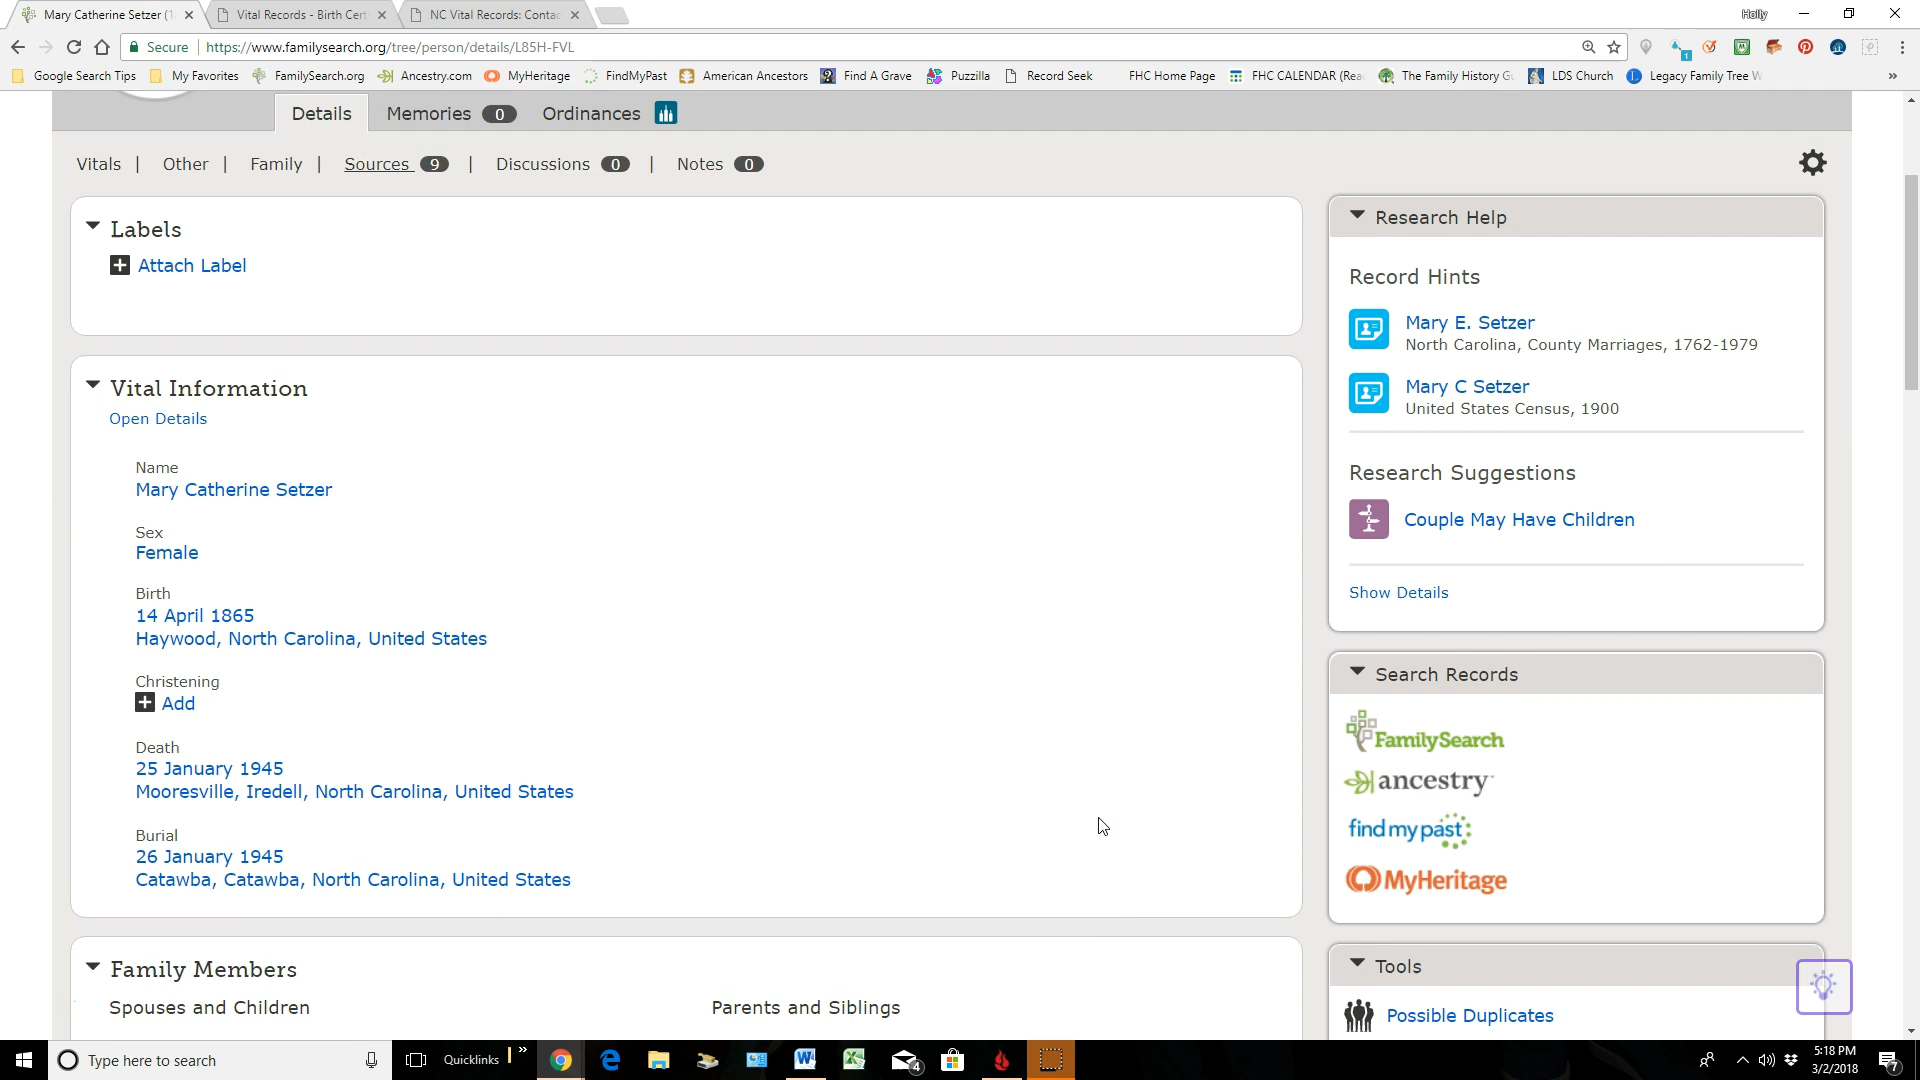 Mary Catherine Setzer (1
Vital Records - Birth Cert
NC Vital Records: Contac
Holly
Secure
https://www.familysearch.org/tree/person/details/L85H-FVL
Google Search Tips
My Favorites
FamilySearch.org
Ancestry.com
MyHeritage
FindMyPast
American Ancestors
Find A Grave
Puzzilla
Record Seek
FHC Home Page
FHC CALENDAR (Rea
The Family History Gu
LDS Church
Legacy Family Tree W
Details
Memories 0
Ordinances
Vitals |
Other |
Family |
Sources 9 |
Discussions 0 |
Notes 0
Labels
Attach Label
Vital Information
Open Details
Name
Mary Catherine Setzer
Sex
Female
Birth
14 April 1865
Haywood, North Carolina, United States
Christening
Add
Death
25 January 1945
Mooresville, Iredell, North Carolina, United States
Burial
26 January 1945
Catawba, Catawba, North Carolina, United States
Family Members
Spouses and Children
Parents and Siblings
Research Help
Record Hints
Mary E. Setzer
North Carolina, County Marriages, 1762-1979
Mary C Setzer
United States Census, 1900
Research Suggestions
Couple May Have Children
Show Details
Search Records
FamilySearch
ancestry
findmypast
MyHeritage
Tools
Possible Duplicates
Type here to search
Quicklinks
4
5:18 PM
3/2/2018
7